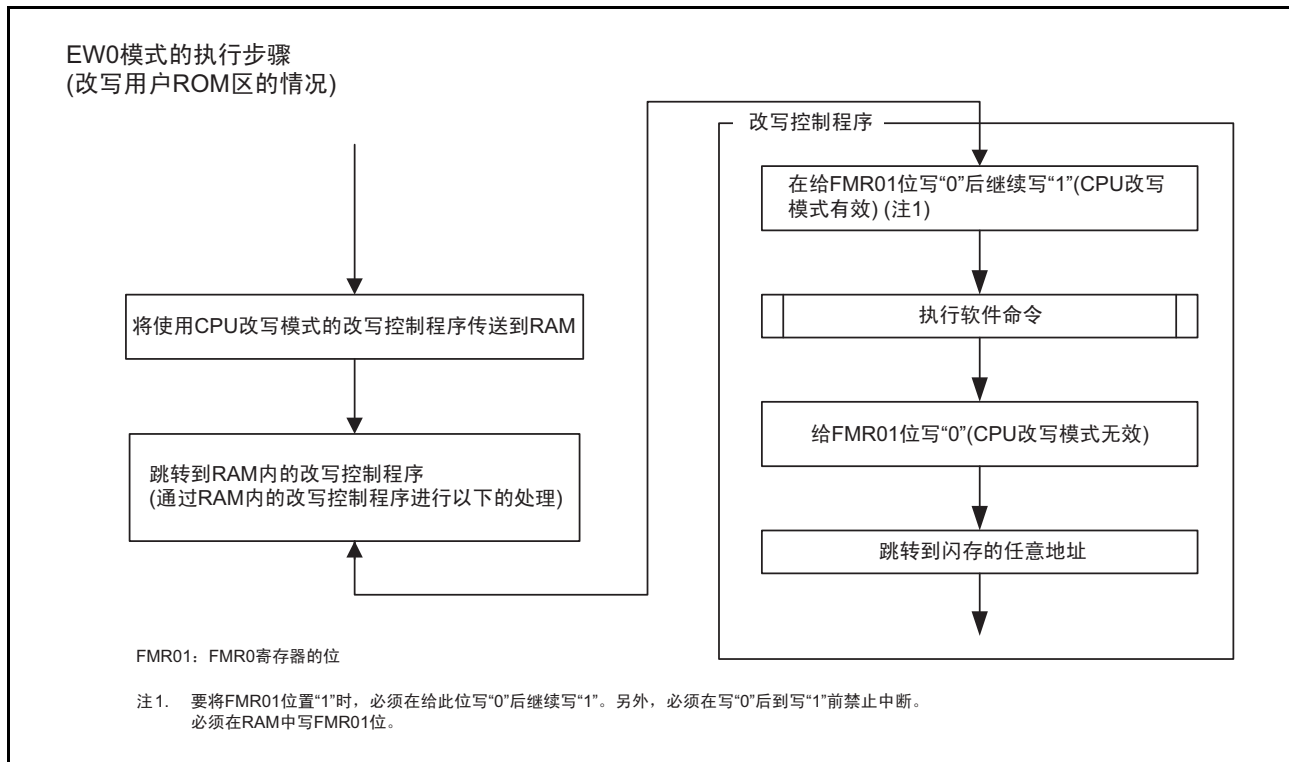 EW0模式的执行步骤
(改写用户ROM区的情况)
将使用CPU改写模式的改写控制程序传送到RAM
跳转到RAM内的改写控制程序
(通过RAM内的改写控制程序进行以下的处理)
改写控制程序
在给FMR01位写“0”后继续写“1”(CPU改写
模式有效) (注1)
执行软件命令
给FMR01位写“0”(CPU改写模式无效)
跳转到闪存的任意地址
FMR01：FMR0寄存器的位
注1. 要将FMR01位置“1”时，必须在给此位写“0”后继续写“1”。另外，必须在写“0”后到写“1”前禁止中断。
必须在RAM中写FMR01位。